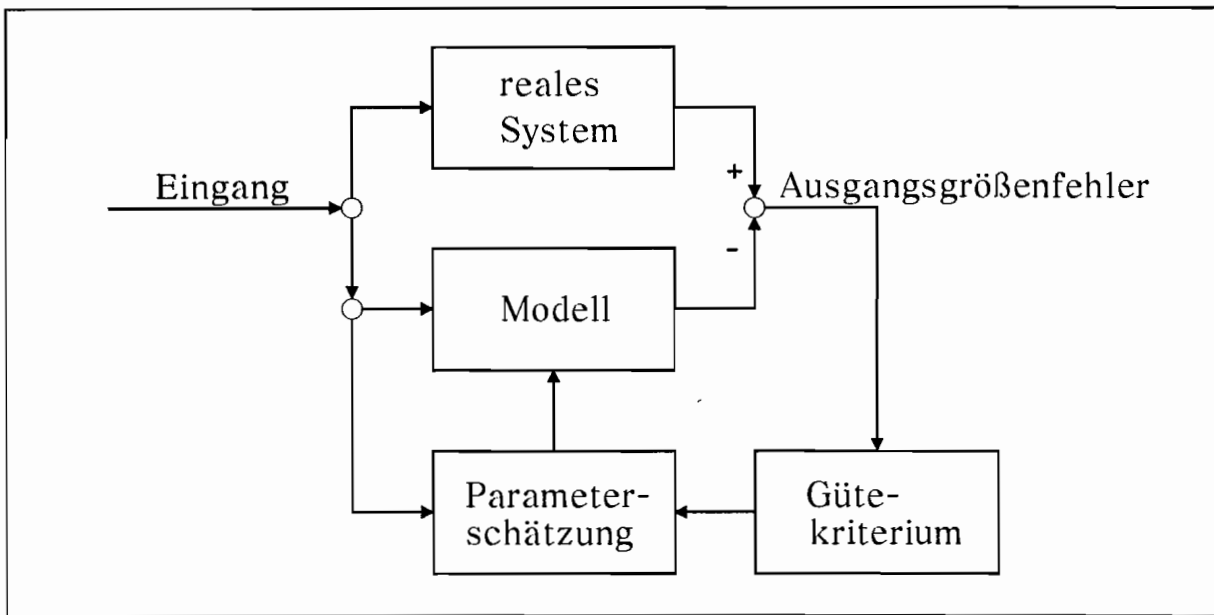 reales
System
Eingang
+
Ausgangsgrößenfehler
-
Modell
Parameter-
schätzung
Güte-
kriterium